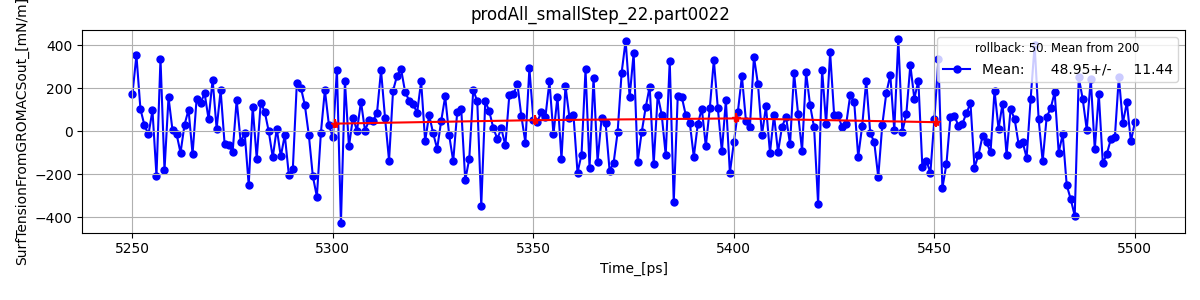 prodAll_smallStep_22.part0022
SurfTensionFromGROMACSout_[mN/m]
400
200
0
−200
−400
rollback: 50. Mean from 200
Mean: 48.95+/- 11.44
5250
5300
5350
5400
5450
5500
Time_[ps]